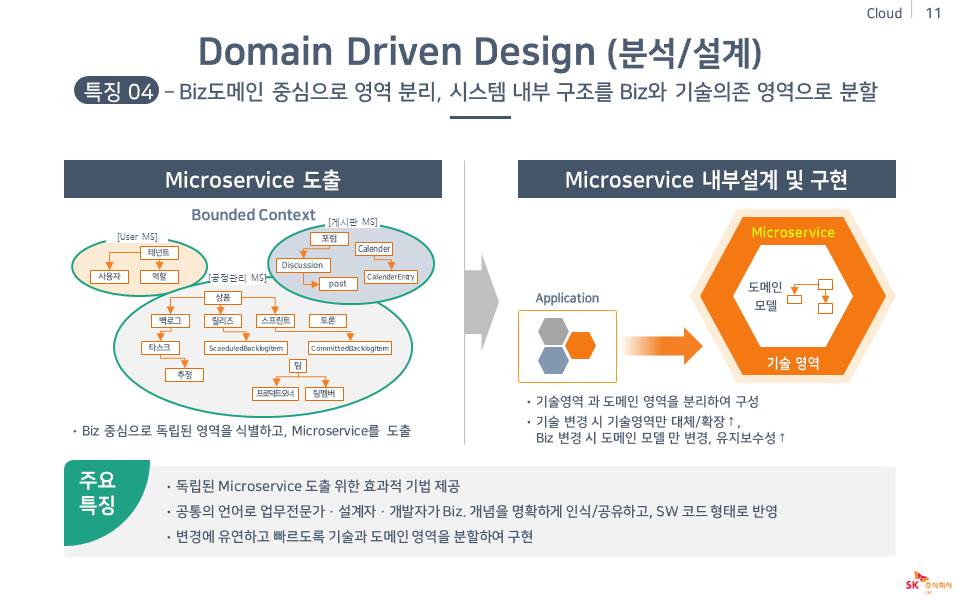 Cloud 11
Domain Driven Design (분석/설계)
특징 04 – Biz도메인 중심으로 영역 분리, 시스템 내부 구조를 Biz와 기술의존 영역으로 분할
Microservice 도출
Bounded Context
[User MS]
테넌트
사용자
역할
[게시판 MS]
포럼
Calender
Discussion
CalenderEntry
post
[공정관리 MS]
상품
백로그
릴리즈
스프린트
토론
타스크
ScaeduledBacklogItem
CommittedBacklogItem
추정
팀
프로덕트오너
팀멤버
• Biz 중심으로 독립된 영역을 식별하고, Microservice를 도출
Microservice 내부설계 및 구현
Application
Microservice
도메인
모델
기술 영역
• 기술영역 과 도메인 영역을 분리하여 구성
• 기술 변경 시 기술영역만 대체/확장↑,
Biz 변경 시 도메인 모델 만 변경, 유지보수성↑
주요
특징
• 독립된 Microservice 도출 위한 효과적 기법 제공
• 공통의 언어로 업무전문가 · 설계자 · 개발자가 Biz. 개념을 명확하게 인식/공유하고, SW 코드 형태로 반영
• 변경에 유연하고 빠르도록 기술과 도메인 영역을 분할하여 구현
SK 주식회사
C&C